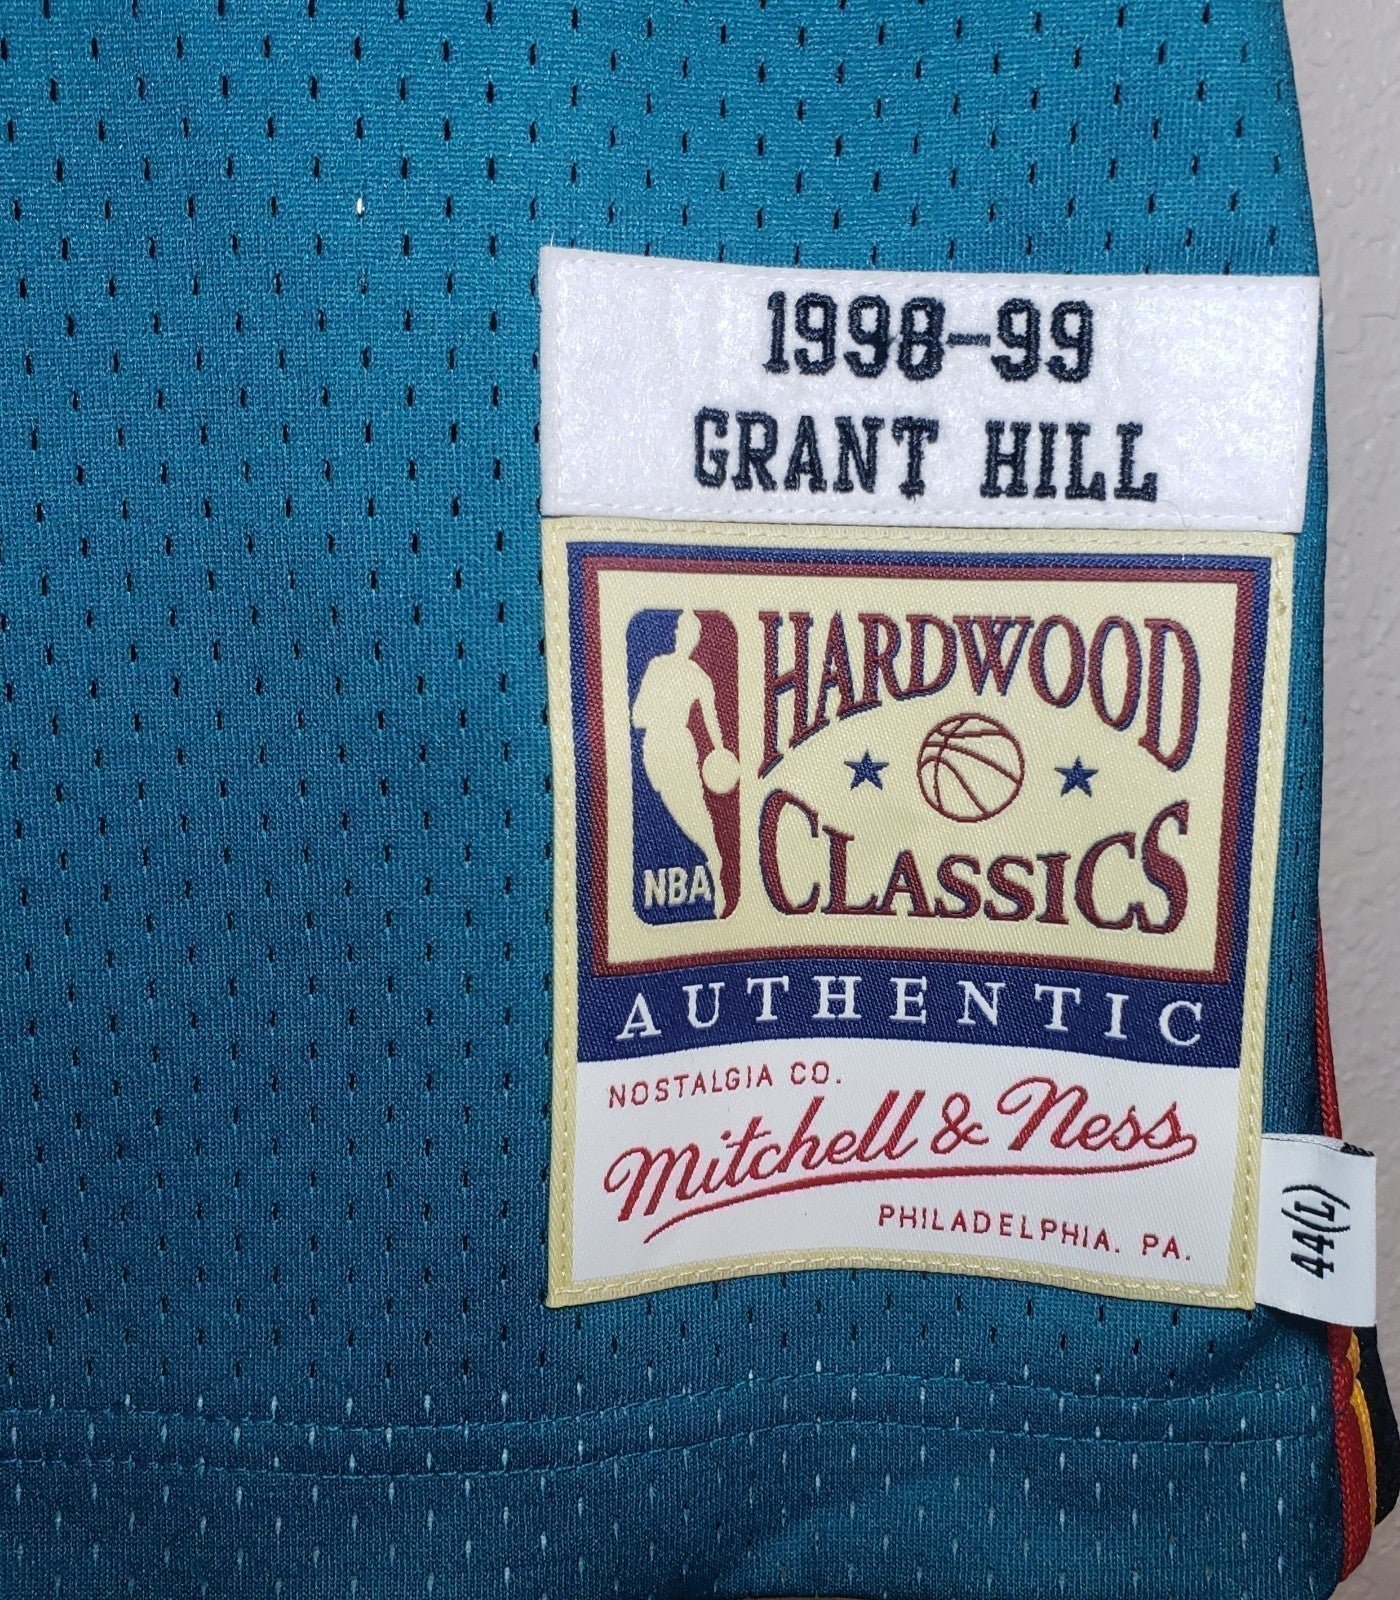 1998-99
GRANT HILL
HARDWOOD
CLASSICS
NBA
AUTHENTIC
NOSTALGIA CO.
Mitchell & Ness
PHILADELPHIA. PA.
44(L)